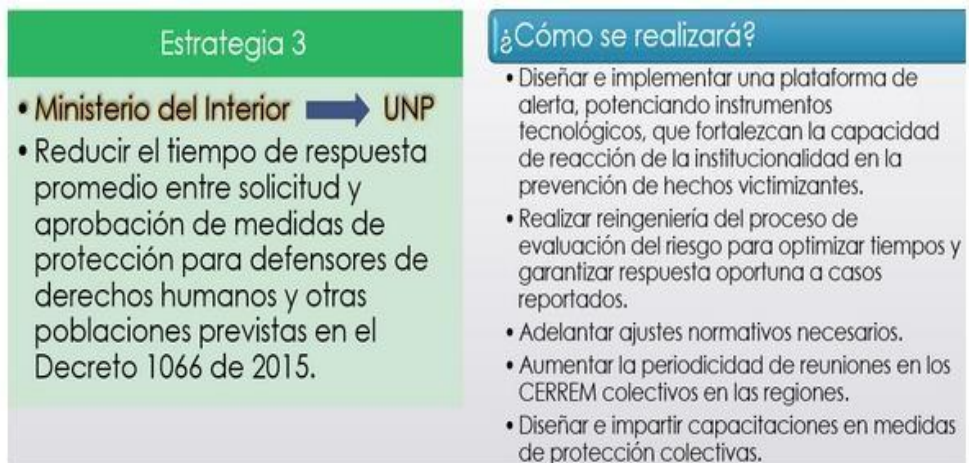 Estrategia 3
• Ministerio del Interior UNP
• Reducir el tiempo de respuesta
promedio entre solicitud y
aprobación de medidas de
protección para defensores de
derechos humanos y otras
poblaciones previstas en el
Decreto 1066 de 2015.
¿Cómo se realizará?
• Diseñar e implementar una plataforma de
alerta, potenciando instrumentos
tecnológicos, que fortalezcan la capacidad
de reacción de la institucionalidad en la
prevención de hechos victimizantes.
• Realizar reingeniería del proceso de
evaluación del riesgo para optimizar tiempos y
garantizar respuesta oportuna a casos
reportados.
• Adelantar ajustes normativos necesarios.
• Aumentar la periodicidad de reuniones en los
CERREM colectivos en las regiones.
• Diseñar e impartir capacitaciones en medidas
de protección colectivas.